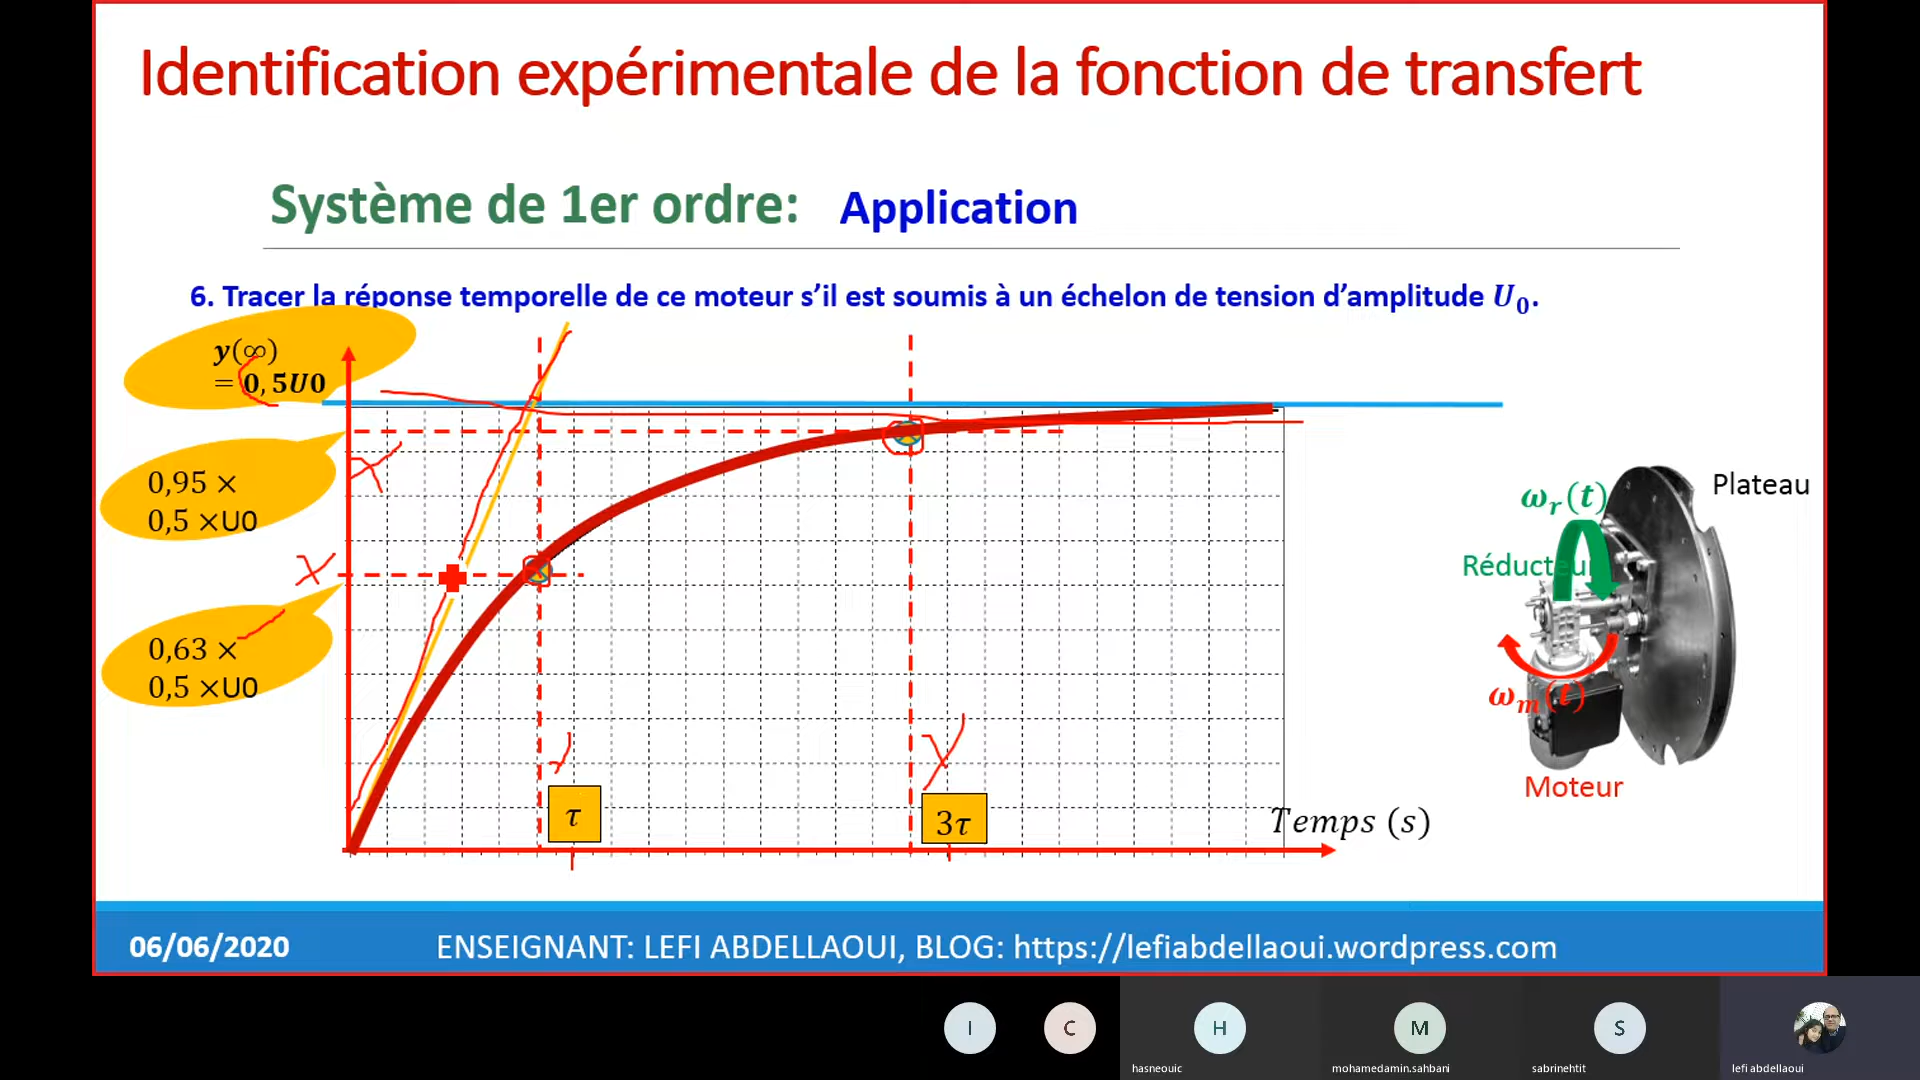 Identification expérimentale de la fonction de transfert
Système de 1er ordre: Application
6. Tracer la réponse temporelle de ce moteur s’il est soumis à un échelon de tension d’amplitude U₀.
y(∞)
= 0,5U0
0,95 ×
0,5 ×U0
0,63 ×
0,5 ×U0
τ
3τ
Temps (s)
Plateau
ωᵣ(t)
Réducteur
ωₘ(t)
Moteur
06/06/2020
ENSEIGNANT: LEFI ABDELLAOUI, BLOG: https://lefiabdellaoui.wordpress.com
I
C
H
M
S
hasneouic
mohamedamin.sahbani
sabrinehtit
lefi abdellaoui